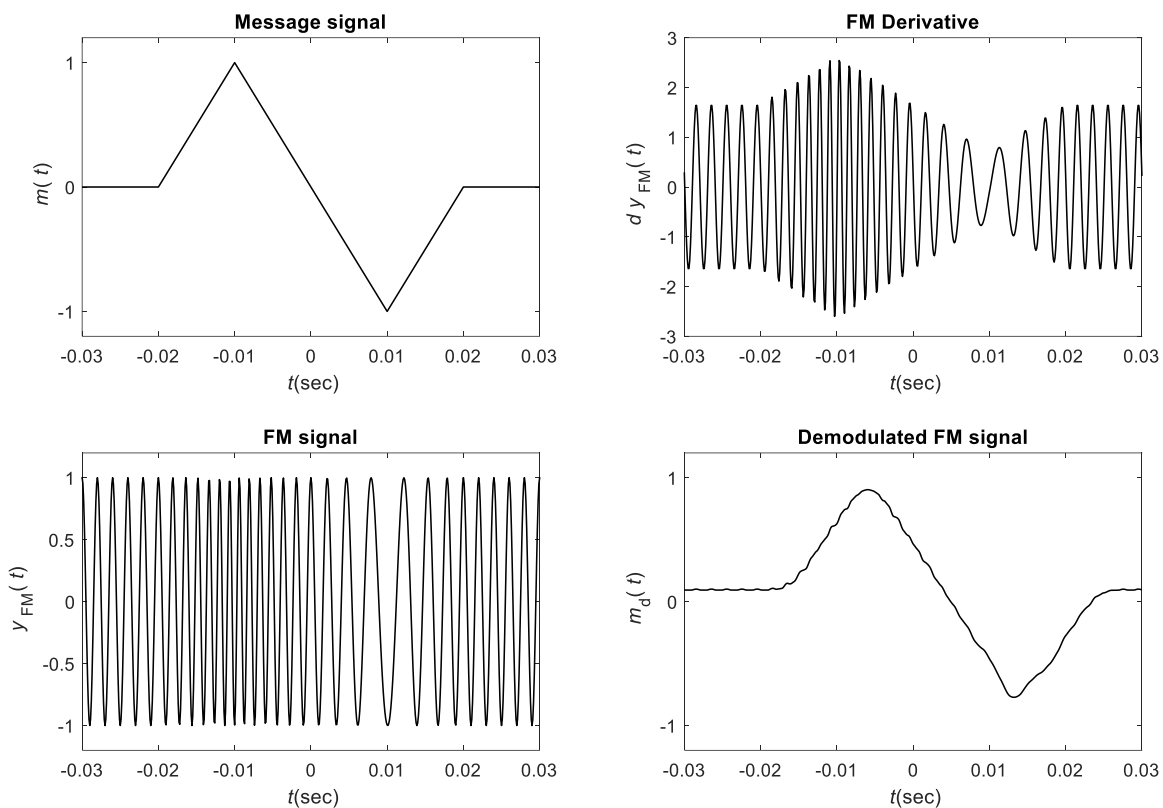 Message signal
1
0
-1
m( t)
-0.03 -0.02 -0.01 0 0.01 0.02 0.03
t(sec)
FM Derivative
3
2
1
0
-1
-2
-3
d y FM( t)
-0.03 -0.02 -0.01 0 0.01 0.02 0.03
t(sec)
FM signal
1
0.5
0
-0.5
-1
y FM( t)
-0.03 -0.02 -0.01 0 0.01 0.02 0.03
t(sec)
Demodulated FM signal
1
0
-1
md( t)
-0.03 -0.02 -0.01 0 0.01 0.02 0.03
t(sec)